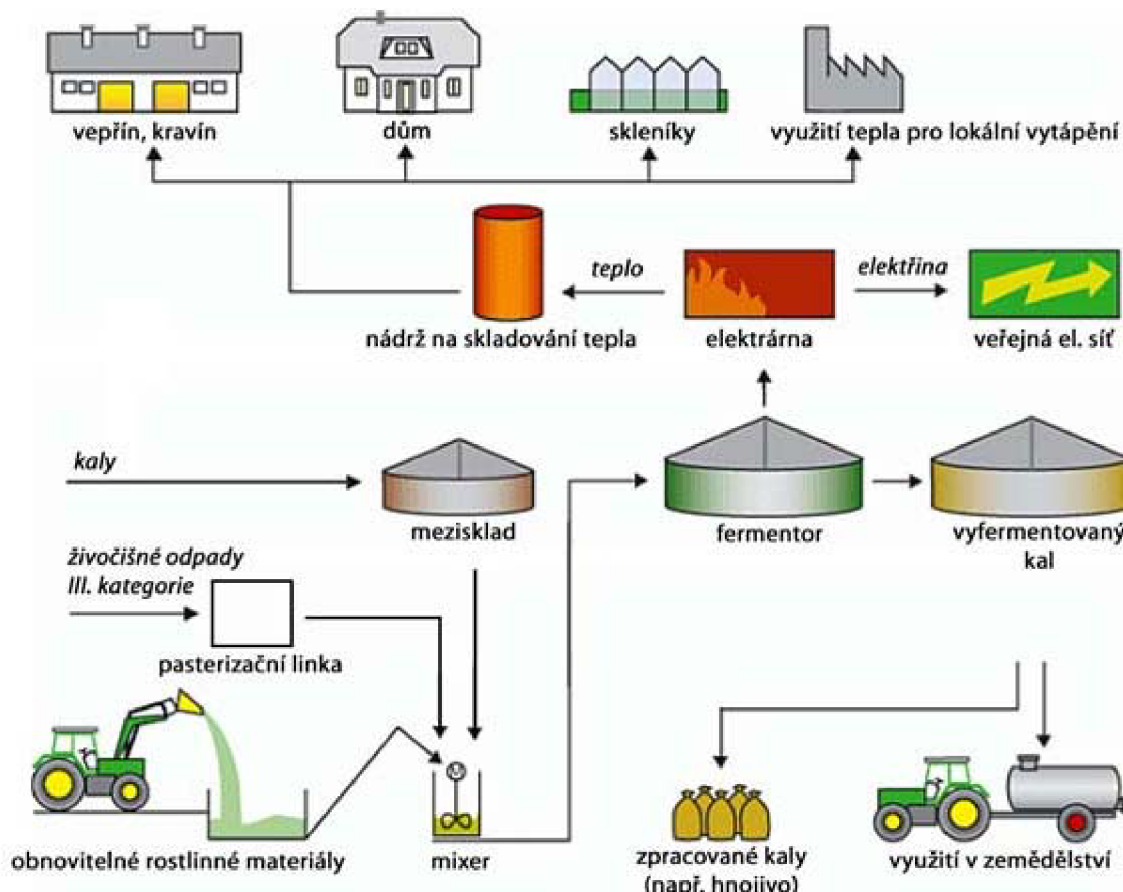 vepřín, kravín
dům
skleníky
využití tepla pro lokální vytápění
teplo
elektřina
nádrž na skladování tepla
elektrárna
veřejná el. síť
kaly
mezisklad
fermentor
vyfermentovaný
kal
živočišné odpady
III. kategorie
pasterizační linka
M
obnovitelné rostlinné materiály
mixer
zpracované kaly
(např. hnojivo)
využití v zemědělství